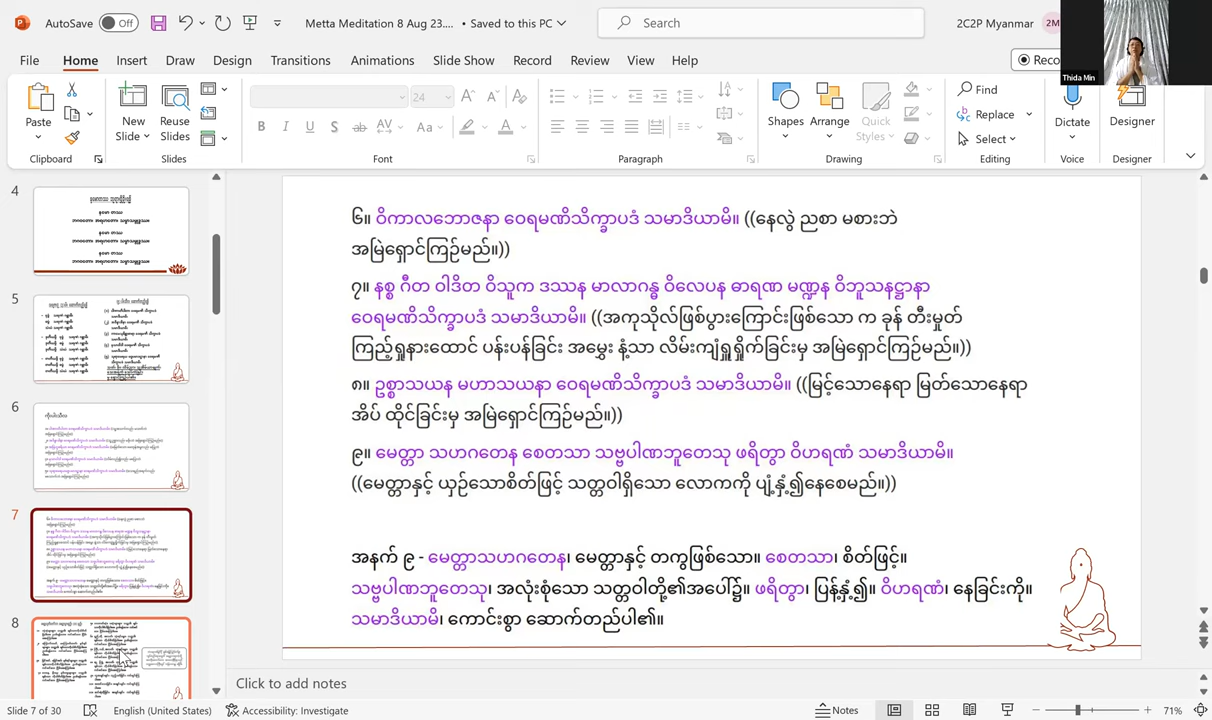 AutoSave Off Metta Meditation 8 Aug 23.... • Saved to this PC Search 2C2P Myanmar 2M
File Home Insert Draw Design Transitions Animations Slide Show Record Review View Help Reco
Thida Min
Paste New Slide Reuse Slides 24 Shapes Arrange Quick Styles Find Replace Select Dictate Designer
Clipboard Slides Font Paragraph Drawing Editing Voice Designer
4
5
6
7
8
၆။ ဝိကာလဘောဇနာ ဝေရမဏိသိက္ခာပဒံ သမာဒိယာမိ။ ((နေလွဲ ညစာ မစားဘဲ
အမြဲရှောင်ကြဉ်မည်။))
၇။ နစ္စ ဂီတ ဝါဒိတ ဝိသူက ဒဿန မာလာဂန္ဓ ဝိလေပန ဓာရဏ မဏ္ဍန ဝိဘူသနဋ္ဌာနာ
ဝေရမဏိသိက္ခာပဒံ သမာဒိယာမိ။ ((အကုသိုလ်ဖြစ်ပွားကြောင်းဖြစ်သော က ခုန် တီးမှုတ်
ကြည့်ရှုနားထောင် ပန်းပန်ခြင်း အမွှေး နံ့သာ လိမ်းကျံရှူရှိုက်ခြင်းမှ အမြဲရှောင်ကြဉ်မည်။))
၈။ ဥစ္စာသယန မဟာသယနာ ဝေရမဏိသိက္ခာပဒံ သမာဒိယာမိ။ ((မြင့်သောနေရာ မြတ်သောနေရာ
အိပ် ထိုင်ခြင်းမှ အမြဲရှောင်ကြဉ်မည်။))
၉။ မေတ္တာ သဟဂတေန စေတသာ သဗ္ဗပါဏဘူတေသု ဖရိတွာ ဝိဟရဏံ သမာဒိယာမိ။
((မေတ္တာနှင့် ယှဉ်သောစိတ်ဖြင့် သတ္တဝါရှိသော လောကကို ပျံ့နှံ့၍နေစေမည်။))
အနက် ၉ - မေတ္တာသဟဂတေန၊ မေတ္တာနှင့် တကွဖြစ်သော။ စေတသာ၊ စိတ်ဖြင့်။
သဗ္ဗပါဏဘူတေသု၊ အလုံးစုံသော သတ္တဝါတို့၏အပေါ်၌။ ဖရိတွာ၊ ပြန့်နှံ့၍။ ဝိဟရဏံ၊ နေခြင်းကို။
သမာဒိယာမိ၊ ကောင်းစွာ ဆောက်တည်ပါ၏။
Click to add notes
Slide 7 of 30 English (United States) Accessibility: Investigate Notes 71%